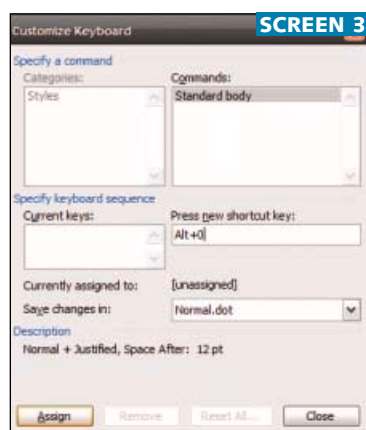 SCREEN 3
Customize Keyboard
Specify a command
Categories:
Commands:
Styles
Standard body
Specify keyboard sequence
Current keys:
Press new shortcut key:
Alt+0
Currently assigned to:
[unassigned]
Save changes in:
Normal.dot
Description
Normal + Justified, Space After: 12 pt
Assign
Remove
Reset All...
Close